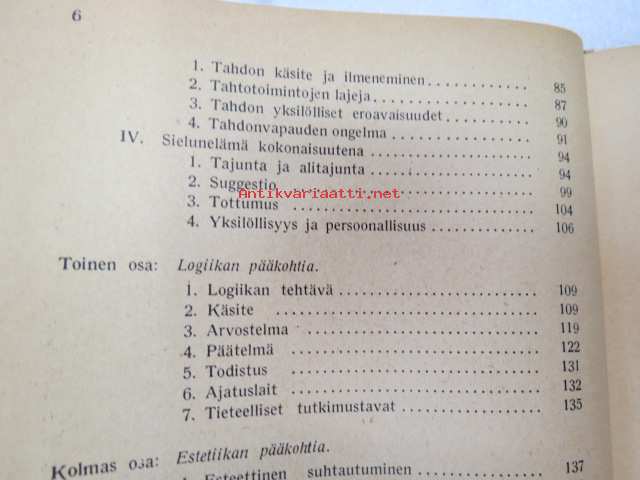 6
1. Tahdon käsite ja ilmeneminen ............ 85
2. Tahtotoimintojen lajeja .................. 87
3. Tahdon yksilölliset eroavaisuudet .......... 90
4. Tahdonvapauden ongelma ............... 91
IV. Sielunelämä kokonaisuutena .................. 94
1. Tajunta ja alitajunta .................... 94
2. Suggestio ............................ 99
Antikvariaatti.net
3. Tottumus ............................ 104
4. Yksilöllisyys ja persoonallisuus ............ 106
Toinen osa: Logiikan pääkohtia.
1. Logiikan tehtävä ....................... 109
2. Käsite .............................. 109
3. Arvostelma .......................... 119
4. Päätelmä ............................ 122
5. Todistus ............................ 131
6. Ajatuslait ............................ 132
7. Tieteelliset tutkimustavat ................ 135
Kolmas osa: Estetiikan pääkohtia.
1. Esteettinen suhtautuminen .............. 137